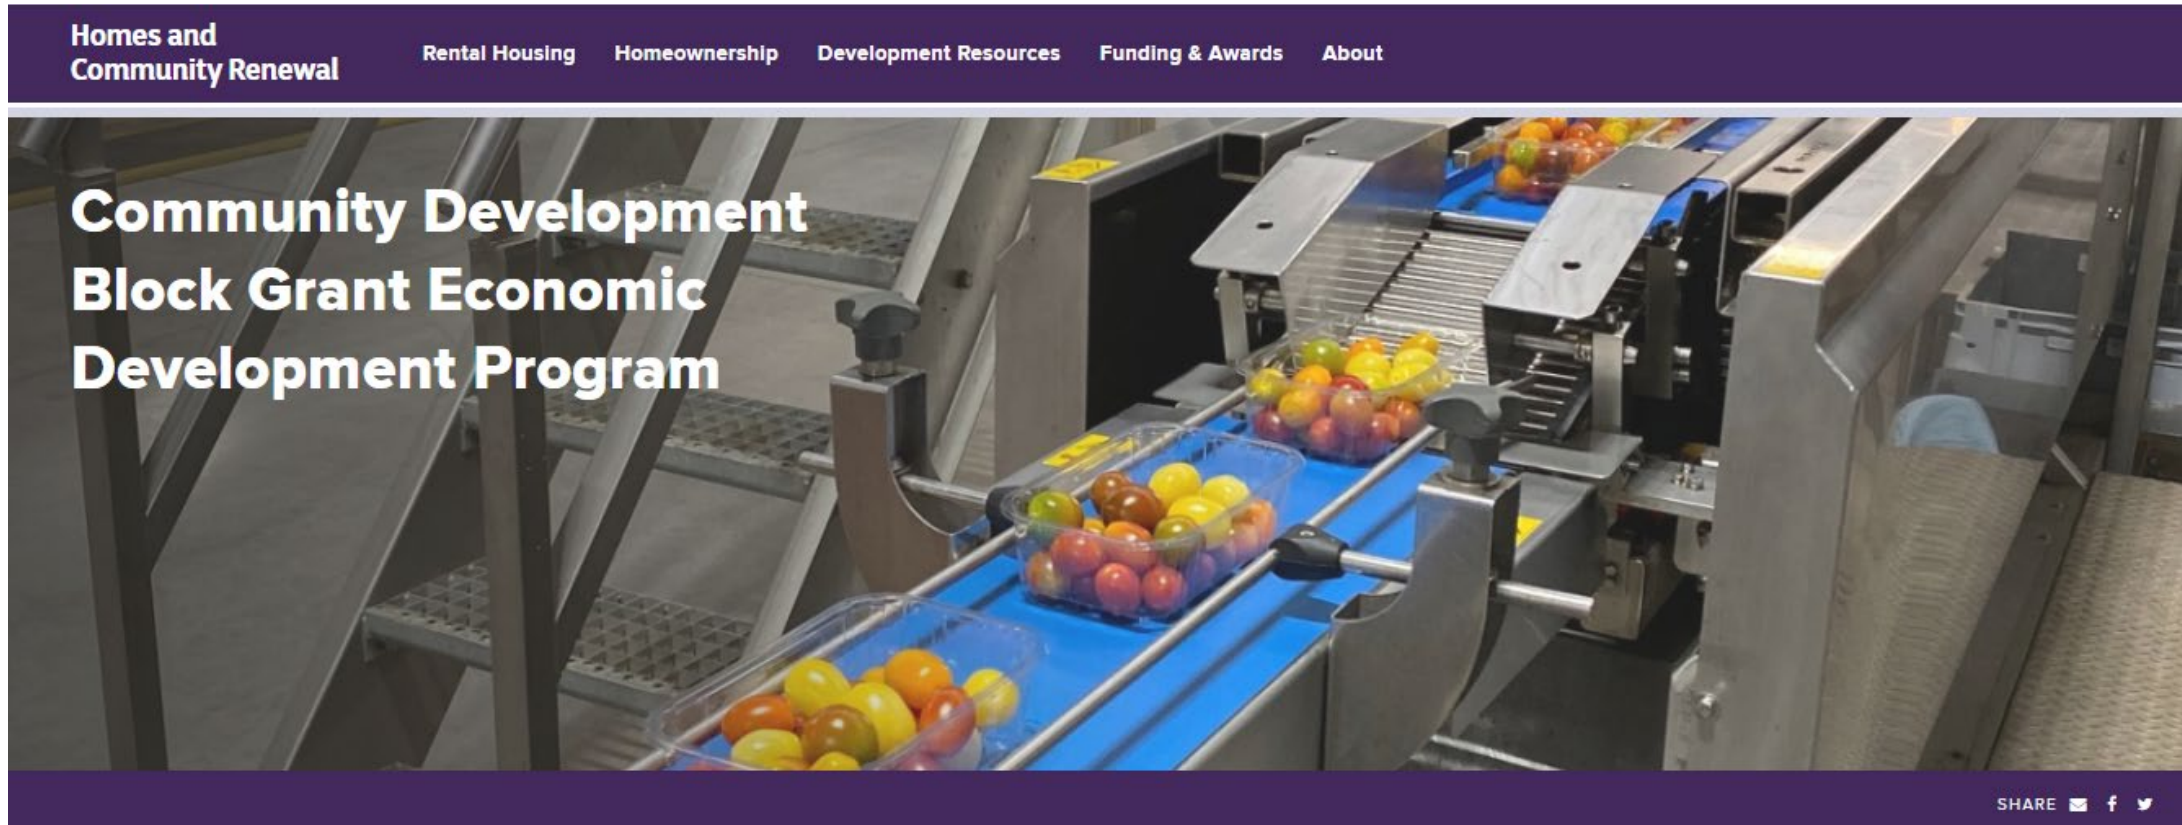 Homes and
Community Renewal
Rental Housing
Homeownership
Development Resources
Funding & Awards
About
Community Development
Block Grant Economic
Development Program
SHARE